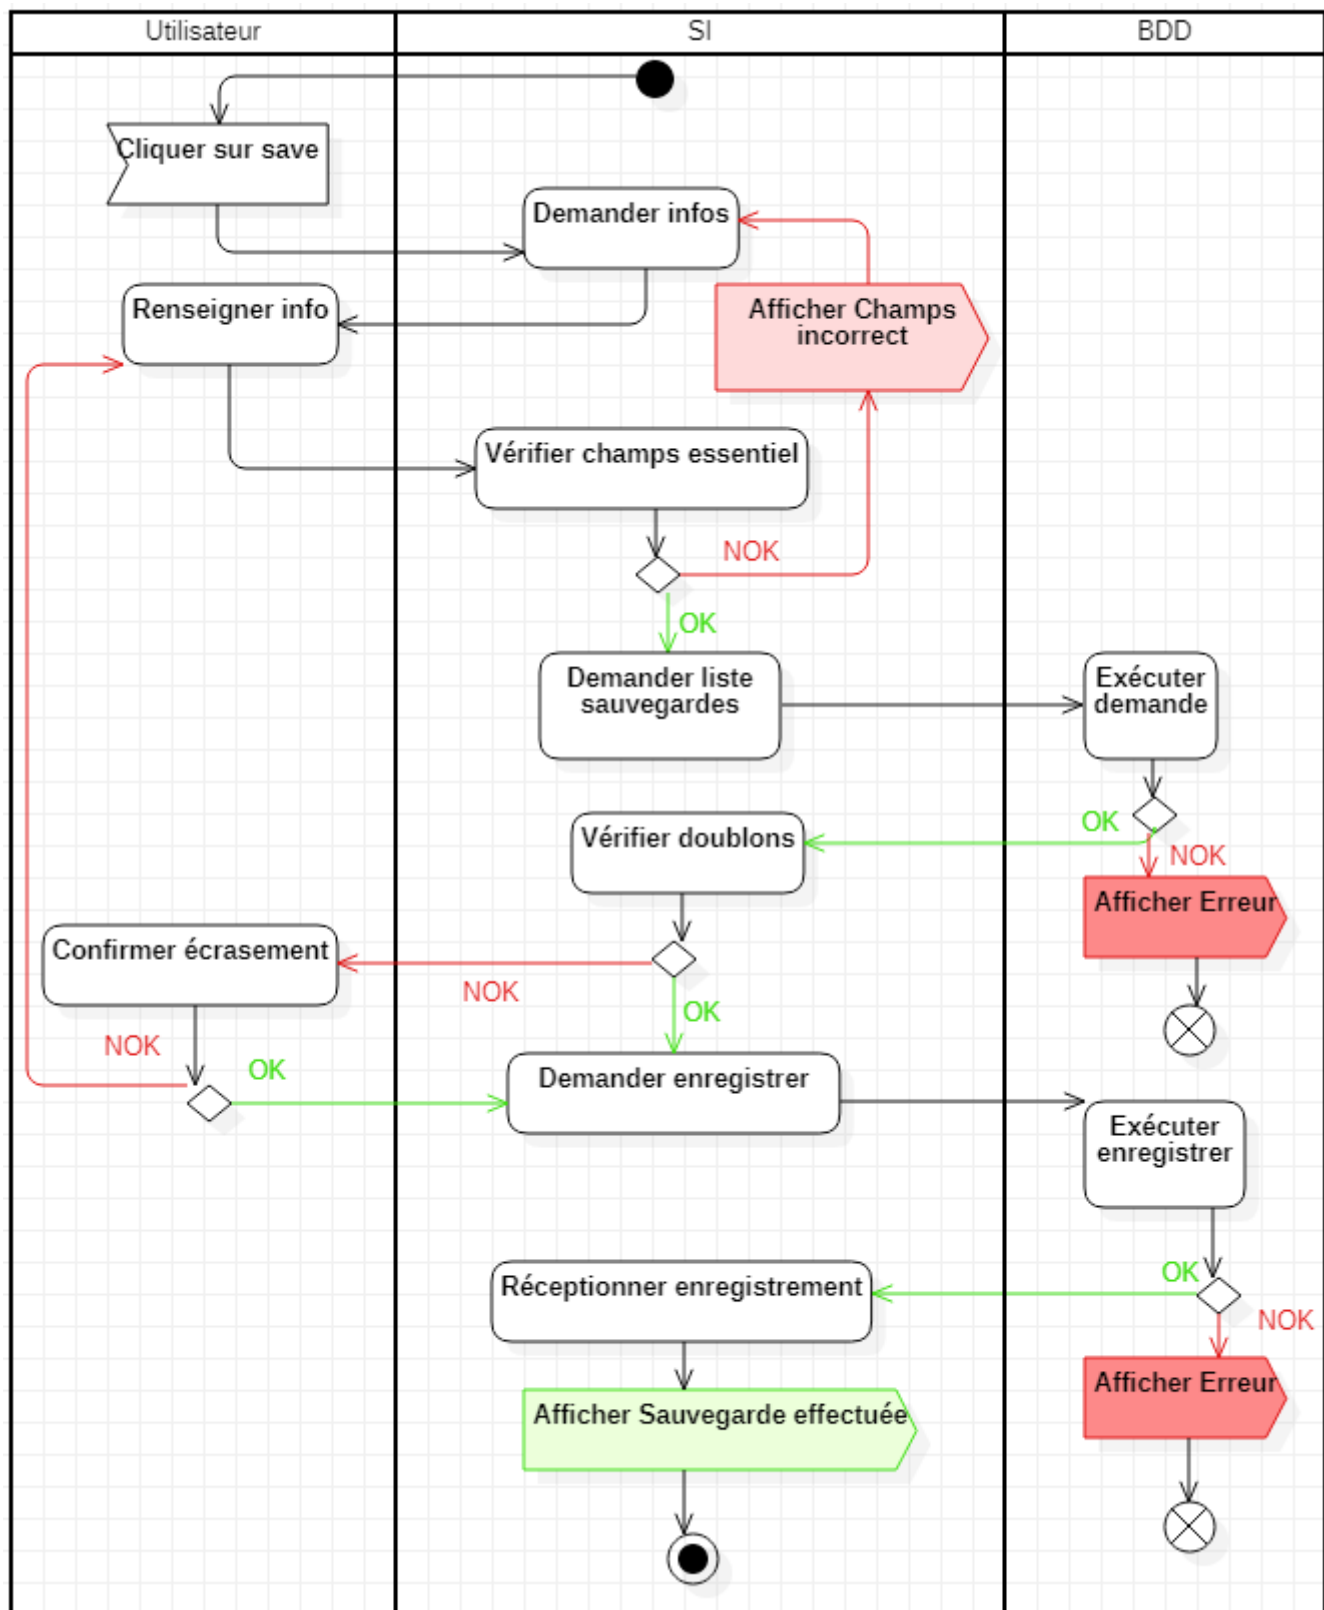 Utilisateur
SI
BDD
Cliquer sur save
Demander infos
Renseigner info
Afficher Champs
incorrect
Vérifier champs essentiel
NOK
OK
Demander liste
sauvegardes
Exécuter
demande
OK
NOK
Vérifier doublons
Afficher Erreur
Confirmer écrasement
NOK
OK
NOK
OK
Demander enregistrer
Exécuter
enregistrer
OK
NOK
Réceptionner enregistrement
Afficher Erreur
Afficher Sauvegarde effectuée